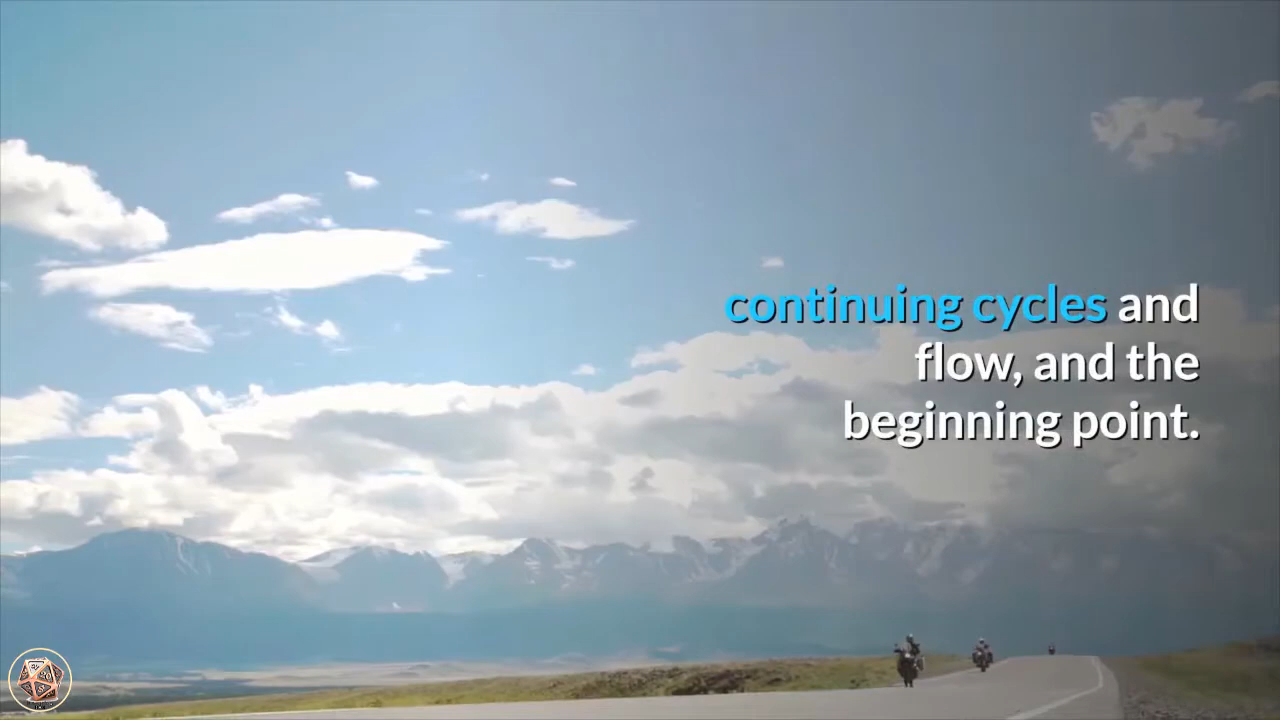 continuing cycles and
flow, and the
beginning point.